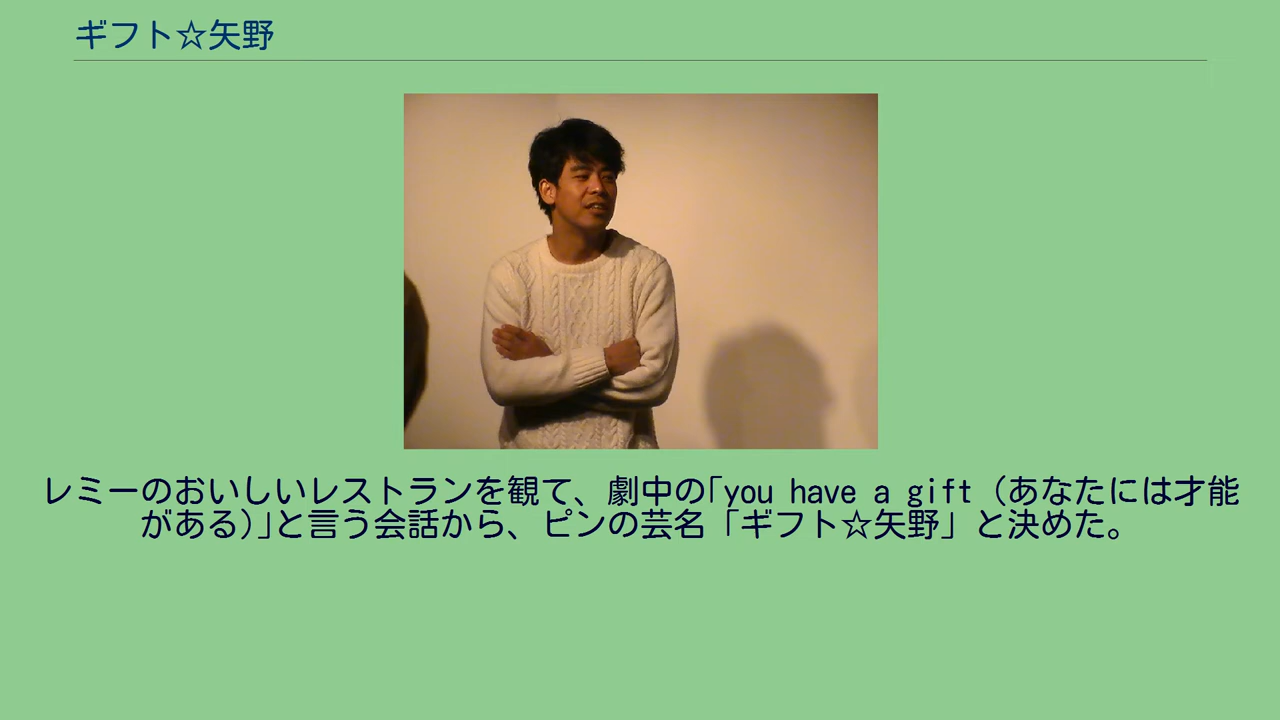 ギフト☆矢野
レミーのおいしいレストランを観て、劇中の｢you have a gift (あなたには才能
がある)｣と言う会話から、ピンの芸名「ギフト☆矢野」と決めた。